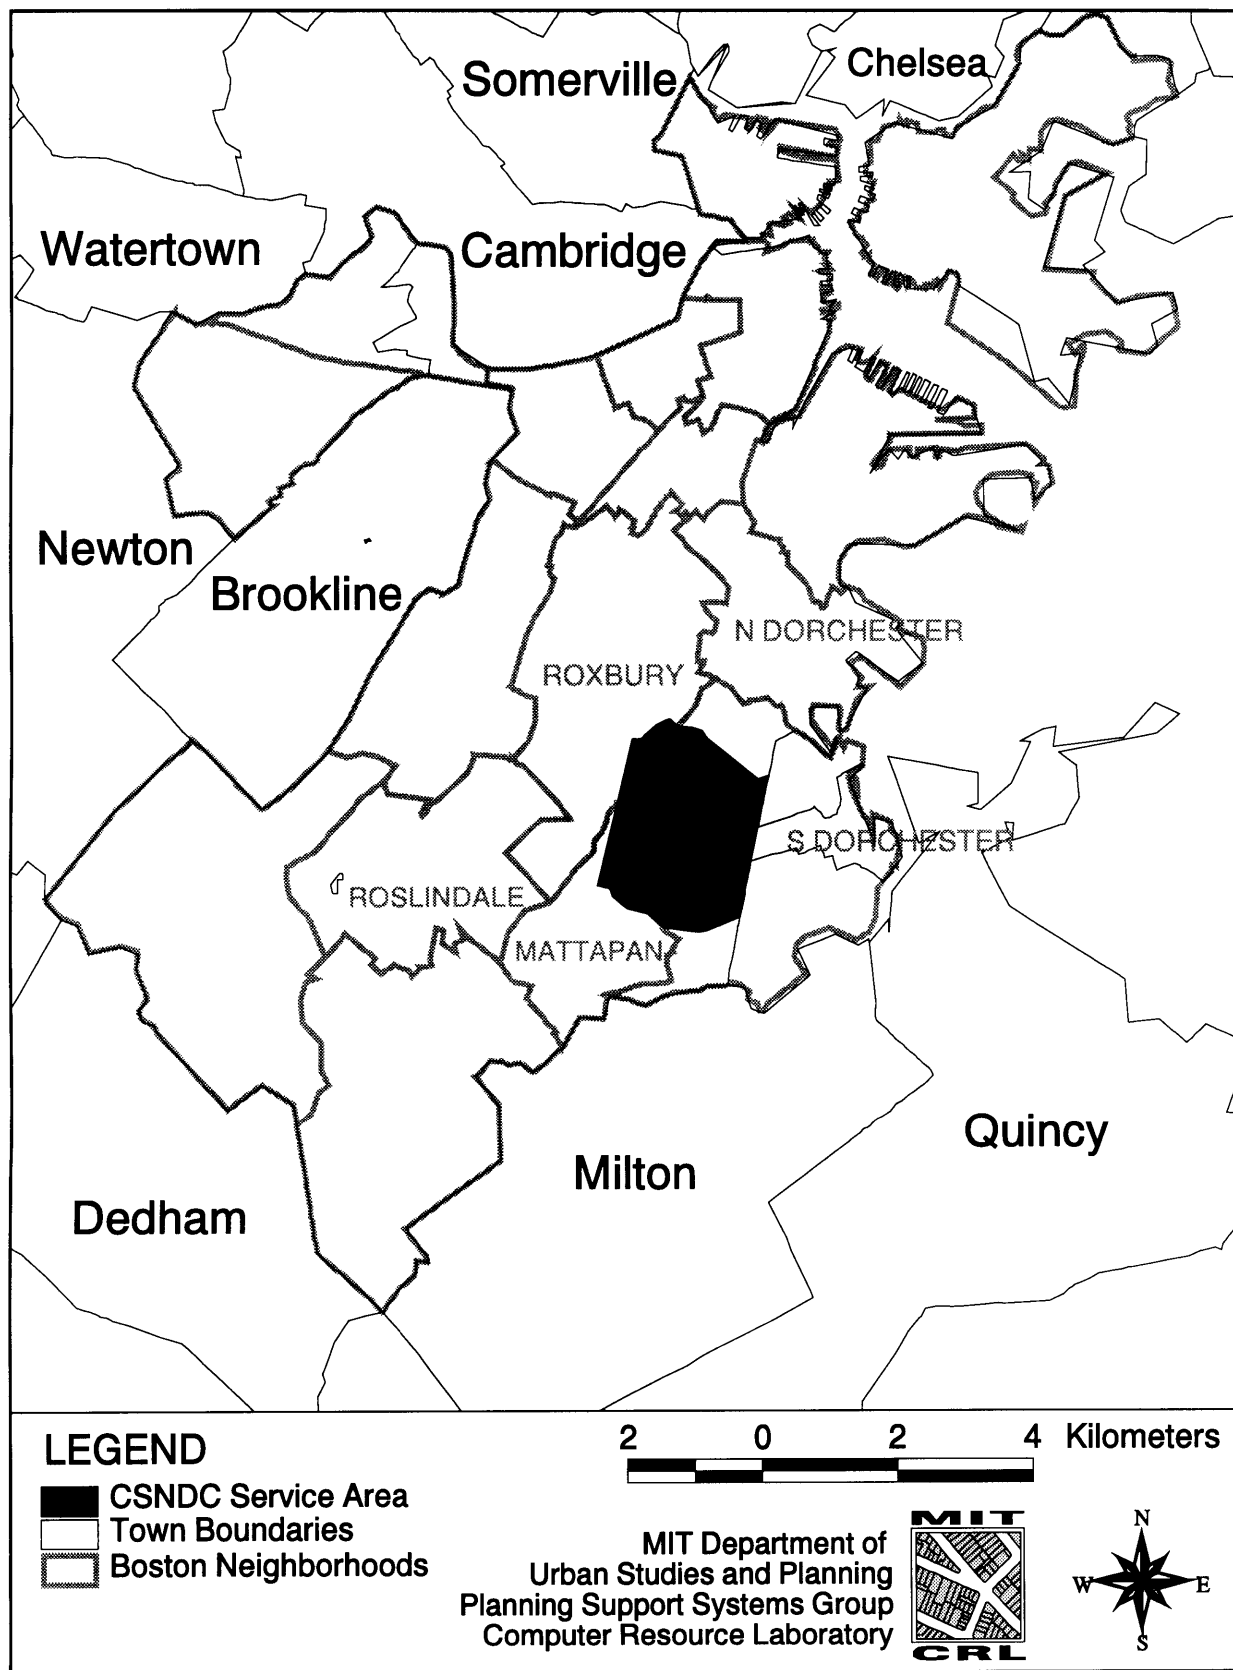 Somerville
Chelsea
Watertown
Cambridge
Newton
Brookline
N DORCHESTER
ROXBURY
S DORCHESTER
ROSLINDALE
MATTAPAN
Quincy
Milton
Dedham
LEGEND
CSNDC Service Area
Town Boundaries
Boston Neighborhoods
2 0 2 4 Kilometers
MIT Department of
Urban Studies and Planning
Planning Support Systems Group
Computer Resource Laboratory
MIT
CRL
N
W E
S